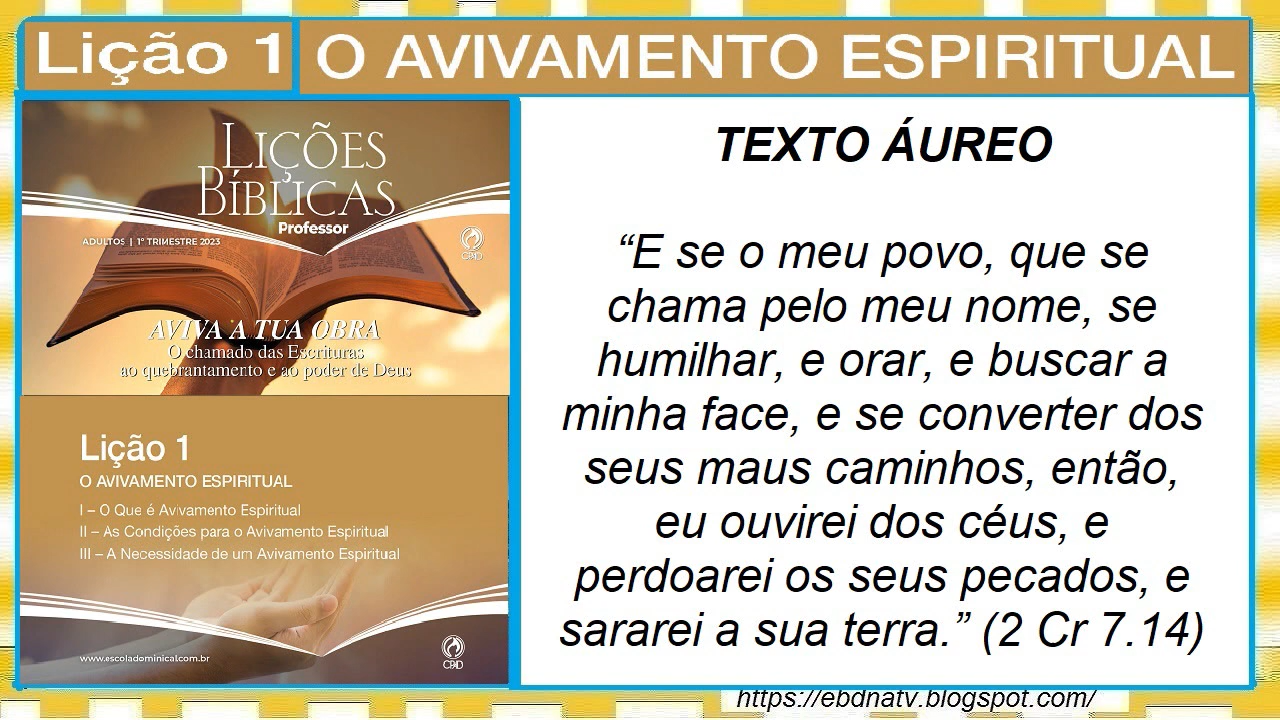 Lição 1
O AVIVAMENTO ESPIRITUAL
LIÇÕES
BÍBLICAS
Professor
ADULTOS | 1º TRIMESTRE 2023
CPAD
AVIVA A TUA OBRA
O chamado das Escrituras
ao quebrantamento e ao poder de Deus
Lição 1
O AVIVAMENTO ESPIRITUAL
I – O Que é Avivamento Espiritual
II – As Condições para o Avivamento Espiritual
III – A Necessidade de um Avivamento Espiritual
www.escoladominical.com.br
CPAD
TEXTO ÁUREO
“E se o meu povo, que se
chama pelo meu nome, se
humilhar, e orar, e buscar a
minha face, e se converter dos
seus maus caminhos, então,
eu ouvirei dos céus, e
perdoarei os seus pecados, e
sararei a sua terra.” (2 Cr 7.14)
https://ebdnatv.blogspot.com/